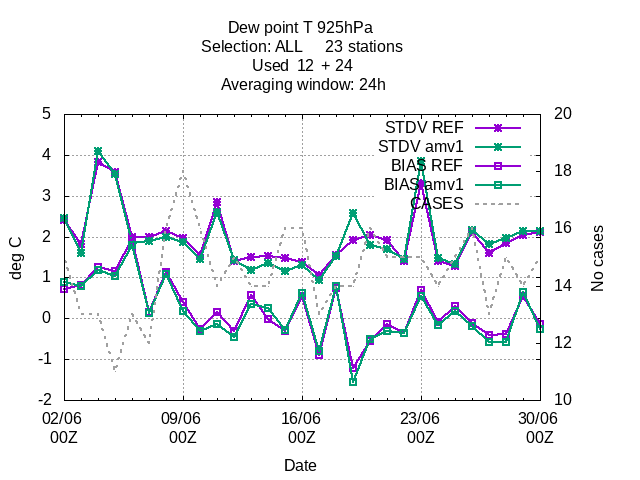 Dew point T 925hPa
Selection: ALL 23 stations
Used 12 + 24
Averaging window: 24h
5
4
3
2
1
0
-1
-2
20
18
16
14
12
10
deg C
No cases
STDV REF
STDV amv1
BIAS REF
BIAS amv1
CASES
02/06 09/06 16/06 23/06 30/06
00Z 00Z 00Z 00Z 00Z
Date